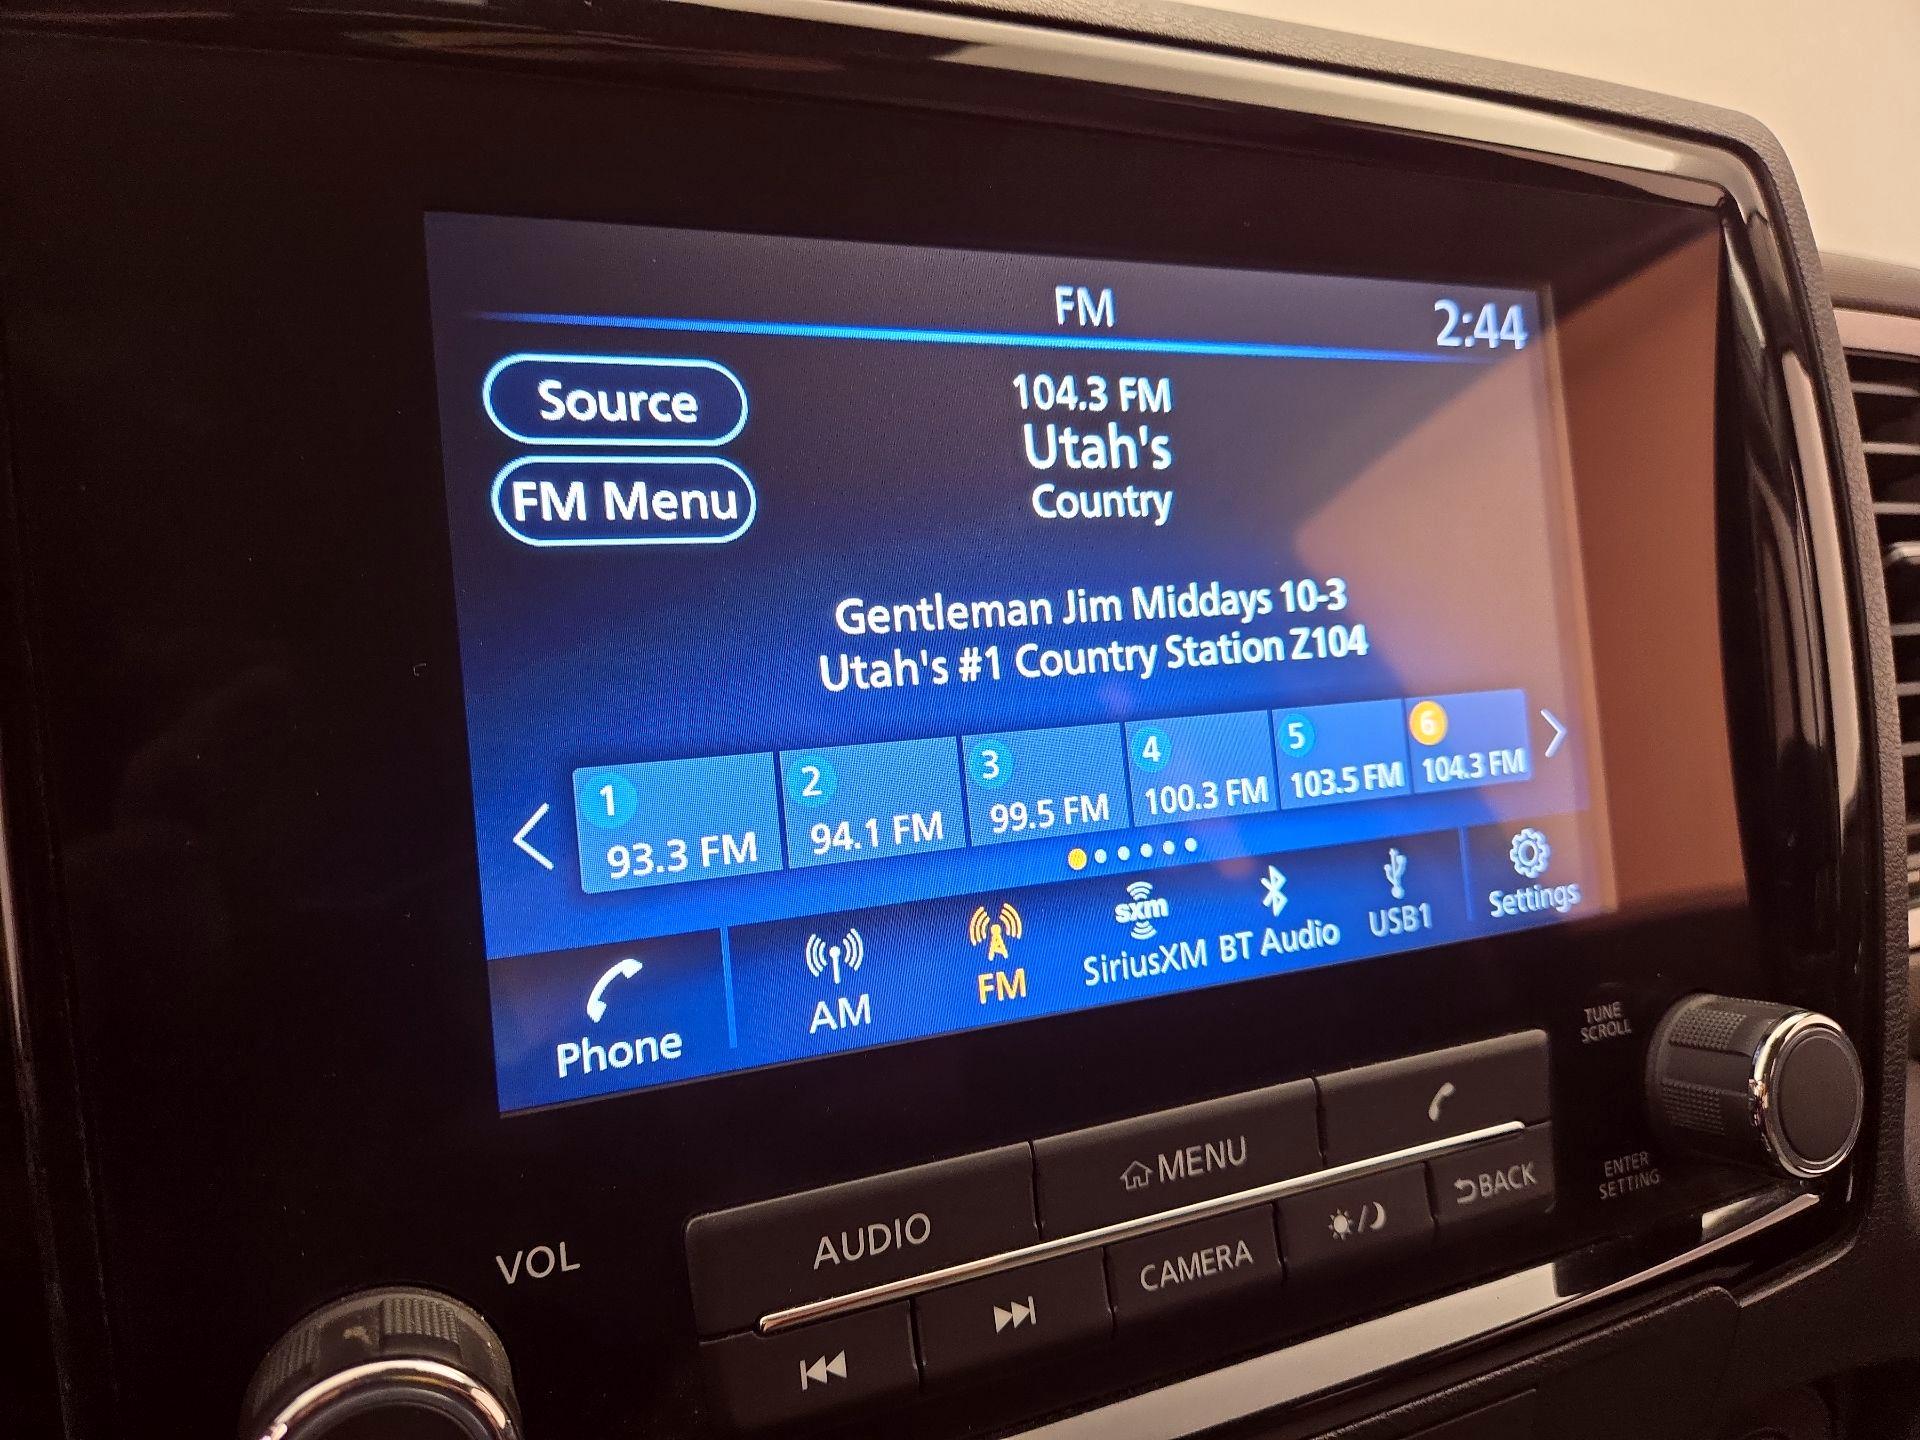 FM
2:44
Source
104.3 FM
Utah's
FM Menu
Country
Gentleman Jim Middays 10-3
Utah's #1 Country Station Z104
1
93.3 FM
2
94.1 FM
3
99.5 FM
4
100.3 FM
5
103.5 FM
6
104.3 FM
Phone
AM
FM
sxm
SiriusXM
BT Audio
USB1
Settings
TUNE
SCROLL
VOL
AUDIO
MENU
CAMERA
BACK
ENTER
SETTING